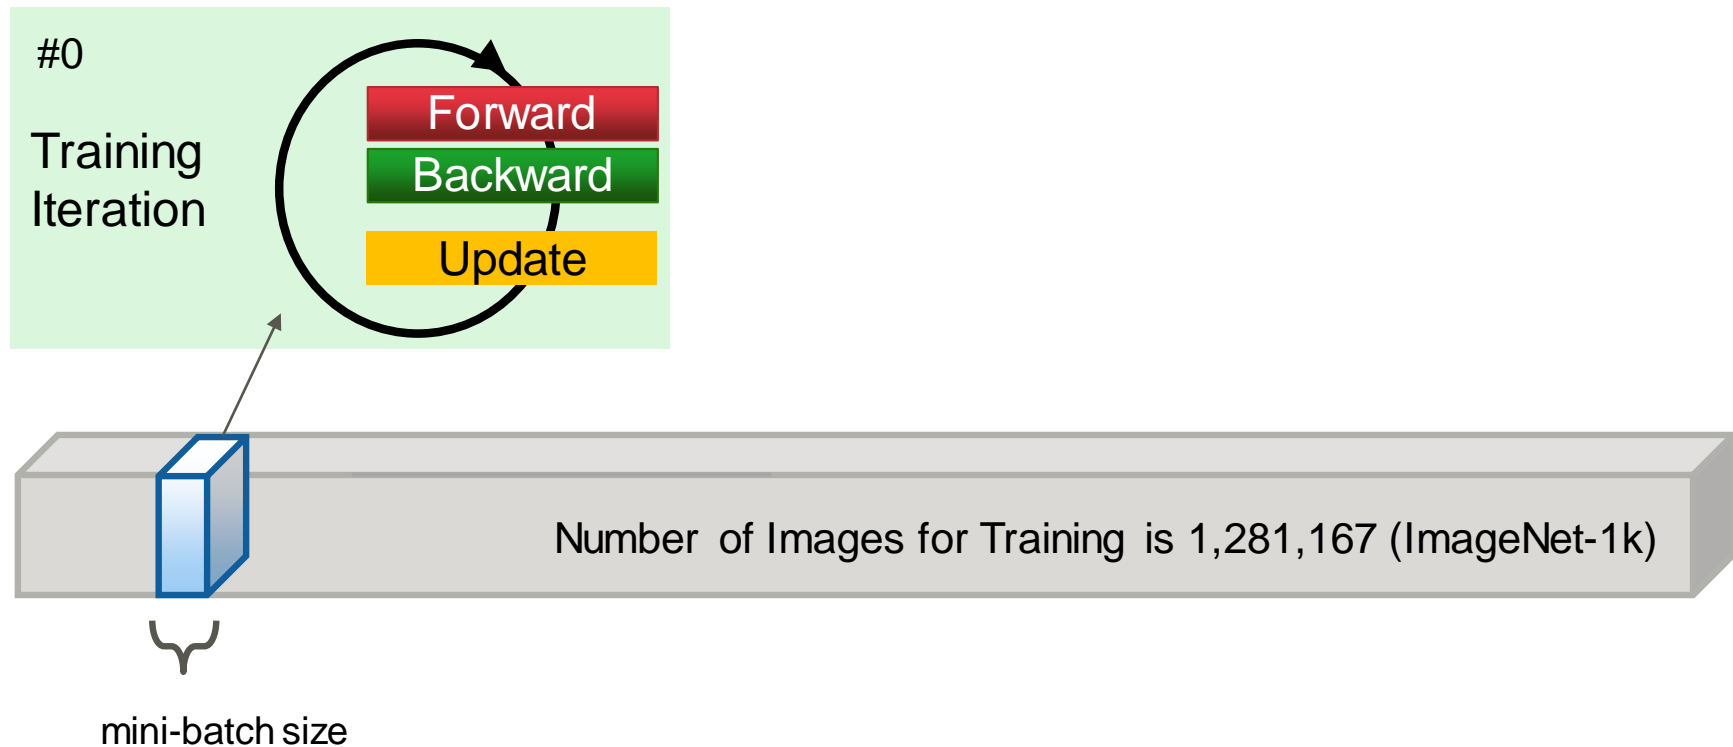 #0
Training
Iteration
Forward
Backward
Update
Number of Images for Training is 1,281,167 (ImageNet-1k)
mini-batch size